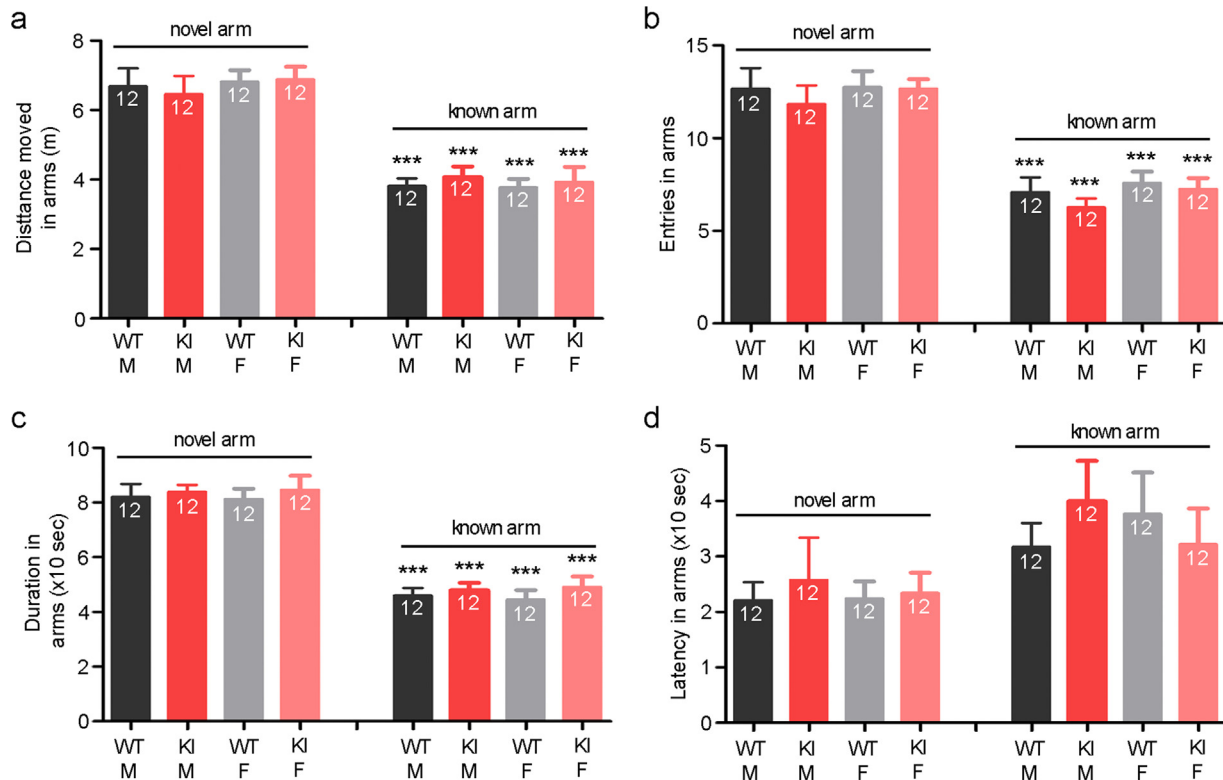 a
novel arm
8
6
4
2
0
Disttance moved
in arms (m)
12
12
12
12
known arm
***
***
***
***
12
12
12
12
WT
KI
WT
KI
WT
KI
WT
KI
M
M
F
F
M
M
F
F
b
novel arm
15
10
5
0
Entries in arms
12
12
12
12
known arm
***
***
***
***
12
12
12
12
WT
KI
WT
KI
WT
KI
WT
KI
M
M
F
F
M
M
F
F
c
novel arm
10
8
6
4
2
0
Duration in
arms (x10 sec)
12
12
12
12
known arm
***
***
***
***
12
12
12
12
WT
KI
WT
KI
WT
KI
WT
KI
M
M
F
F
M
M
F
F
d
known arm
5
4
3
2
1
0
Latency in arms (x10 sec)
novel arm
12
12
12
12
12
12
12
12
WT
KI
WT
KI
WT
KI
WT
KI
M
M
F
F
M
M
F
F